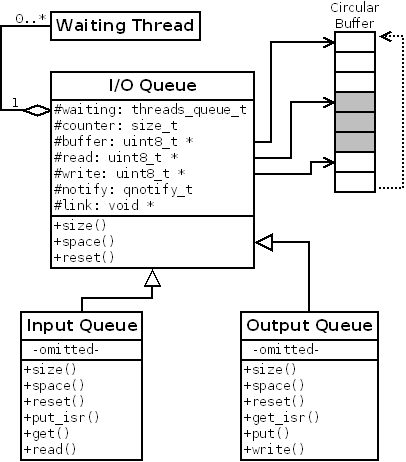 Circular
Buffer
0..*
Waiting Thread
1
I/O Queue
#waiting: threads_queue_t
#counter: size_t
#buffer: uint8_t *
#read: uint8_t *
#write: uint8_t *
#notify: qnotify_t
#link: void *
+size()
+space()
+reset()
Input Queue
-omitted-
+size()
+space()
+reset()
+put_isr()
+get()
+read()
Output Queue
-omitted-
+size()
+space()
+reset()
+get_isr()
+put()
+write()